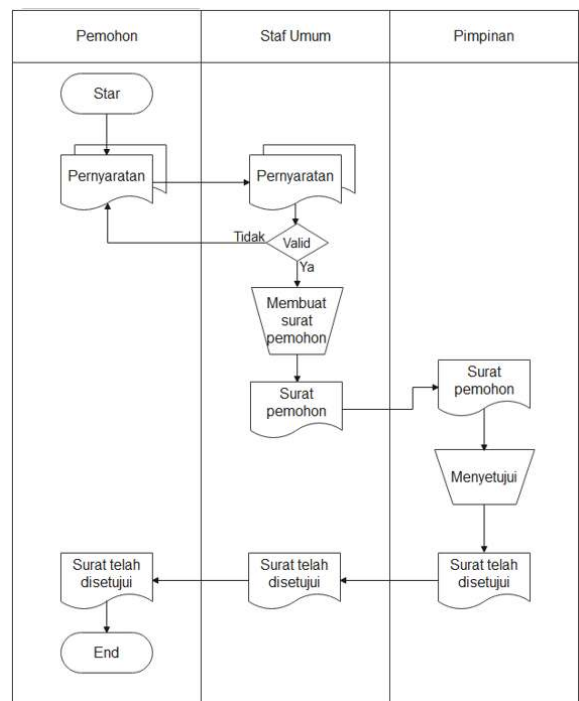 Pemohon
Staf Umum
Pimpinan
Star
Pernyaratan
Pernyaratan
Tidak
Valid
Ya
Membuat
surat
pemohon
Surat
pemohon
Surat
pemohon
Menyetujui
Surat telah
disetujui
Surat telah
disetujui
Surat telah
disetujui
End